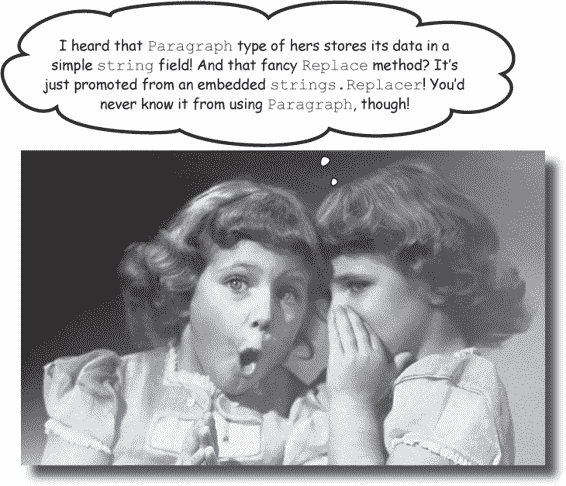 I heard that Paragraph type of hers stores its data in a
simple string field! And that fancy Replace method? It's
just promoted from an embedded strings.Replacer! You'd
never know it from using Paragraph, though!